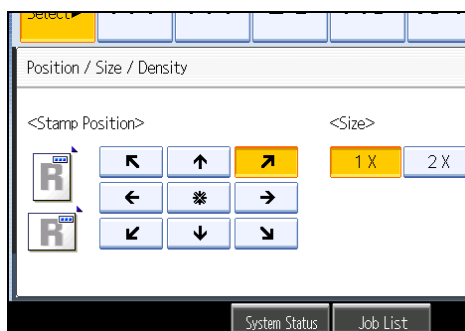 Select▶
Position / Size / Density
<Stamp Position>
<Size>
R
1 X
2 X
R
System Status
Job List